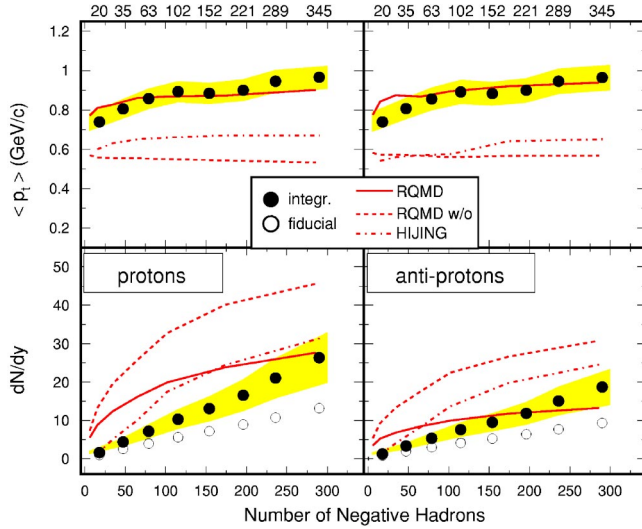 20 35 63 102 152 221 289 345 20 35 63 102 152 221 289 345
1.2
1
0.8
0.6
0.4
0.2
< pt > (GeV/c)
integr.
fiducial
RQMD
RQMD w/o
HIJING
protons
anti-protons
50
40
30
20
10
0
dN/dy
0 50 100 150 200 250 300 0 50 100 150 200 250 300
Number of Negative Hadrons